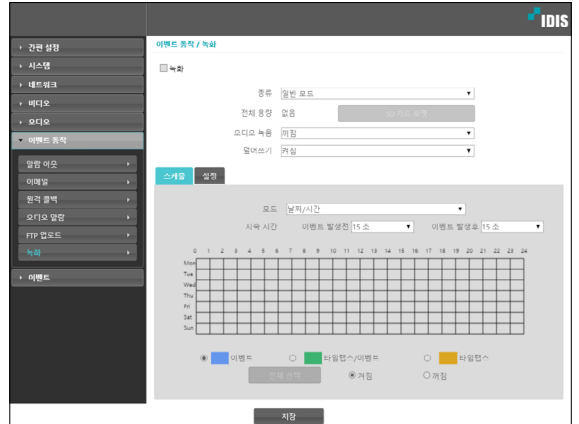 IDIS
이벤트 동작 / 녹화
간편 설정
시스템
네트워크
비디오
오디오
이벤트 동작
알람 아웃
이메일
원격 콜백
오디오 알람
FTP 업로드
녹화
이벤트
녹화
종류 일반 모드
전체 용량 없음 SD 카드 포맷
오디오 녹음 꺼짐
덮어쓰기 켜심
스케줄 설정
모드 날짜/시간
지속 시간 이벤트 발생전 15 소 이벤트 발생후 15 소
0 1 2 3 4 5 6 7 8 9 10 11 12 13 14 15 16 17 18 19 20 21 22 23 24
Mon
Tue
Wed
Thu
Fri
Sat
Sun
이벤트 타임랩스/이벤트 타임랩스
전체 선택 켜짐 꺼짐
저장